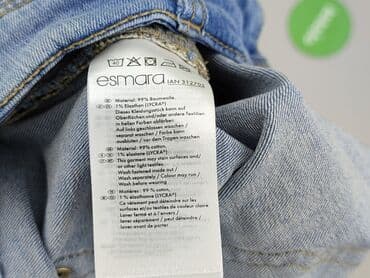 esmara IAN 312702
Material: 99% Baumwolle,
1% Elasthan (LYCRA®)
Dieses Kleidungsstück kann auf
Oberflächen und/oder anderen Textilien
in hellen Farben abfärben
Auf links geschlossen waschen /
separat waschen / Farbe kann
ausbluten / vor dem Tragen waschen
Material: 99% cotton,
1% elastane (LYCRA®)
This garment may stain surfaces and/
or other textiles
Wash fastened inside out /
Wash separately / Colour may run /
Wash before wearing
Matières : 99% coton,
1% élasthanne (LYCRA®)
Ce vêtement peut déteindre sur les
surfaces et/ou textiles de couleur claire.
Laver fermé et à l'envers /
laver séparément / peut déteindre /
laver avant de porter